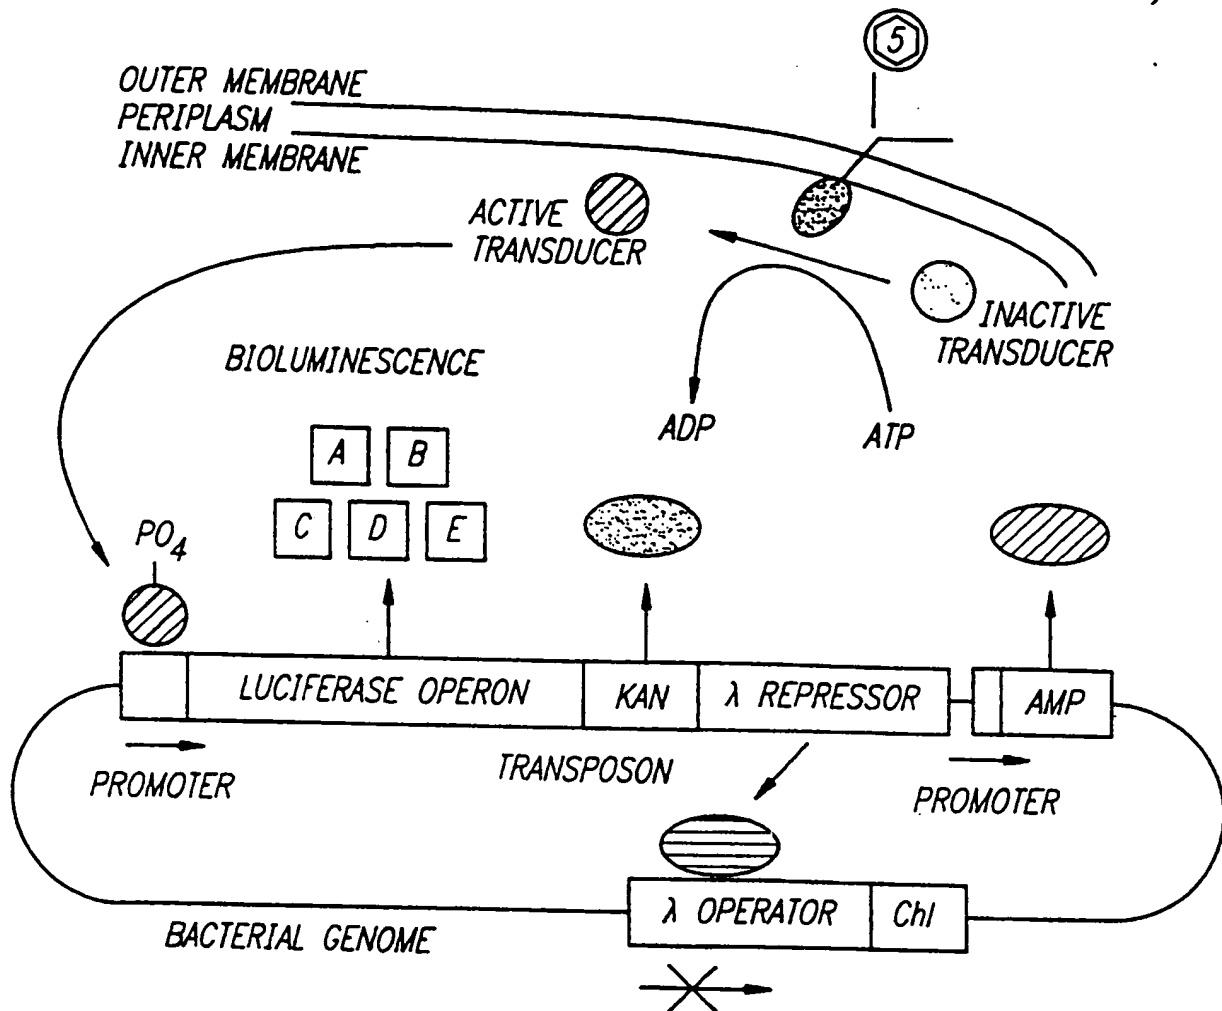 5
OUTER MEMBRANE
PERIPLASM
INNER MEMBRANE
ACTIVE
TRANSDUCER
INACTIVE
TRANSDUCER
BIOLUMINESCENCE
ADP
ATP
A B
C D E
PO4
LUCIFERASE OPERON KAN λ REPRESSOR AMP
PROMOTER
TRANSPOSON
PROMOTER
λ OPERATOR Chl
BACTERIAL GENOME